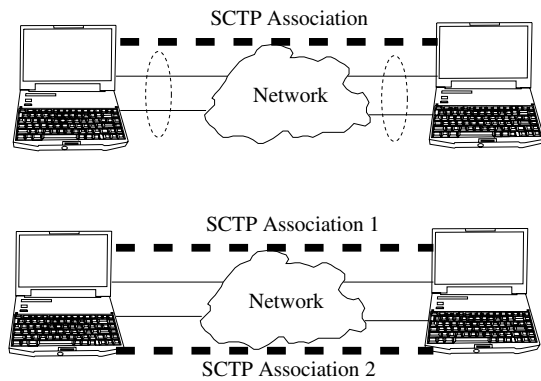 SCTP Association
Network
SCTP Association 1
Network
SCTP Association 2